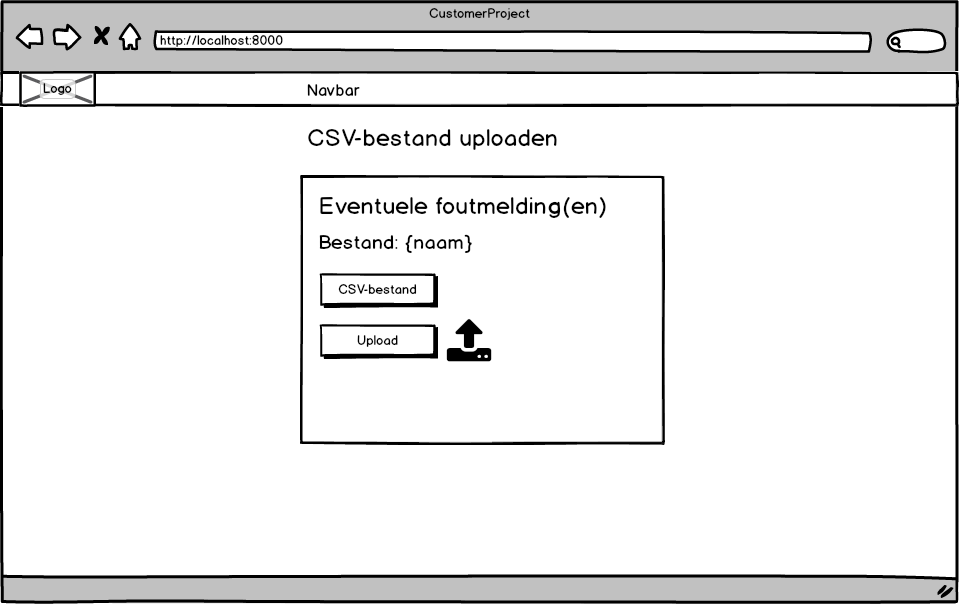 CustomerProject
http://localhost:8000
Logo
Navbar
CSV-bestand uploaden
Eventuele foutmelding(en)
Bestand: {naam}
CSV-bestand
Upload